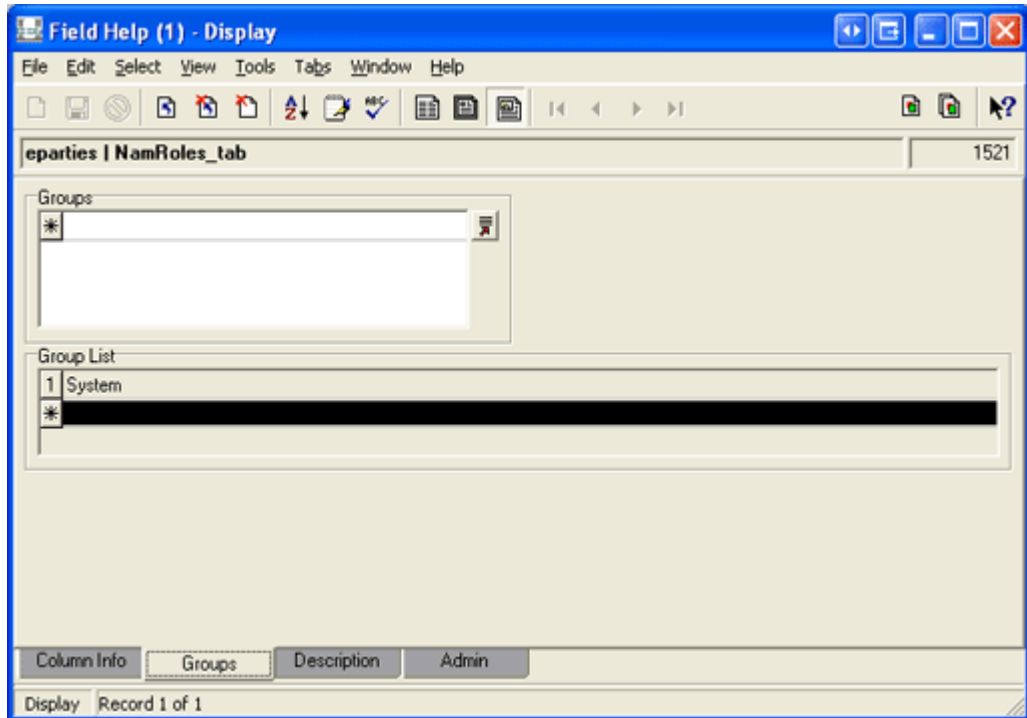 Field Help (1) - Display
File Edit Select View Tools Tabs Window Help
eparties | NamRoles_tab 1521
Groups
Group List
1 System
Column Info Groups Description Admin
Display Record 1 of 1